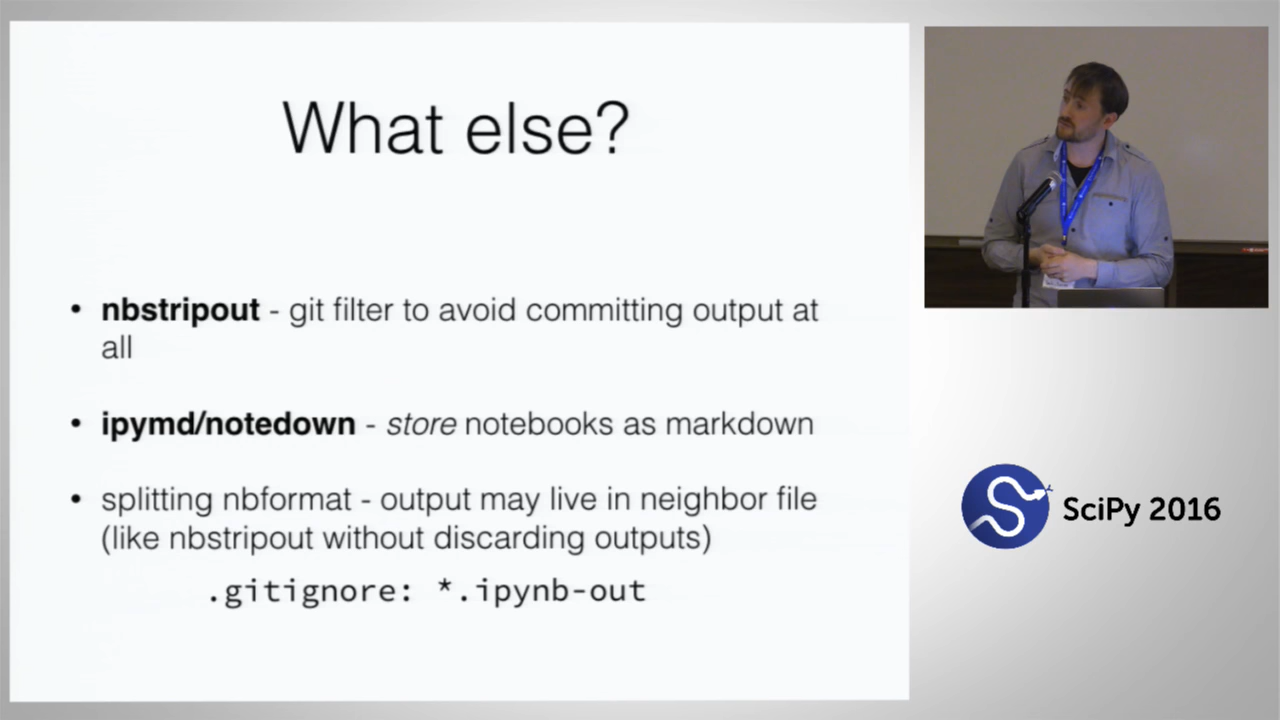 What else?
• nbstripout - git filter to avoid committing output at
all
• ipymd/notedown - store notebooks as markdown
• splitting nbformat - output may live in neighbor file
(like nbstripout without discarding outputs)
.gitignore: *.ipynb-out
SciPy 2016